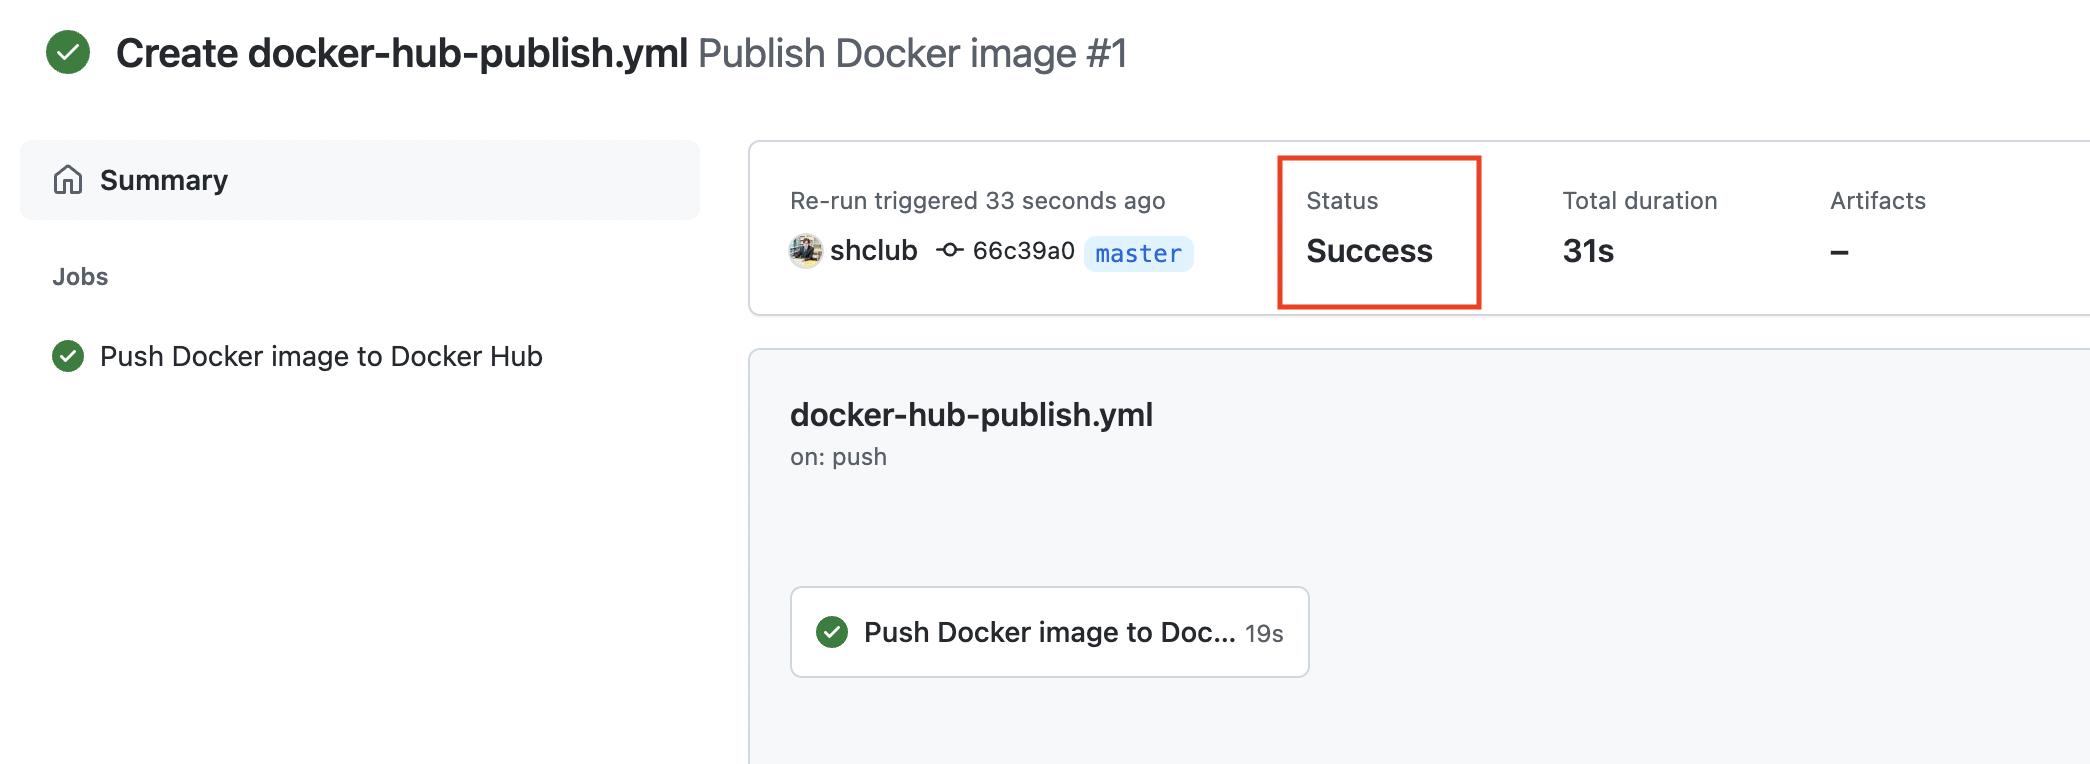 Create docker-hub-publish.yml Publish Docker image #1
Summary
Jobs
Push Docker image to Docker Hub
Re-run triggered 33 seconds ago
shclub 66c39a0 master
Status
Success
Total duration
31s
Artifacts
–
docker-hub-publish.yml
on: push
Push Docker image to Doc... 19s